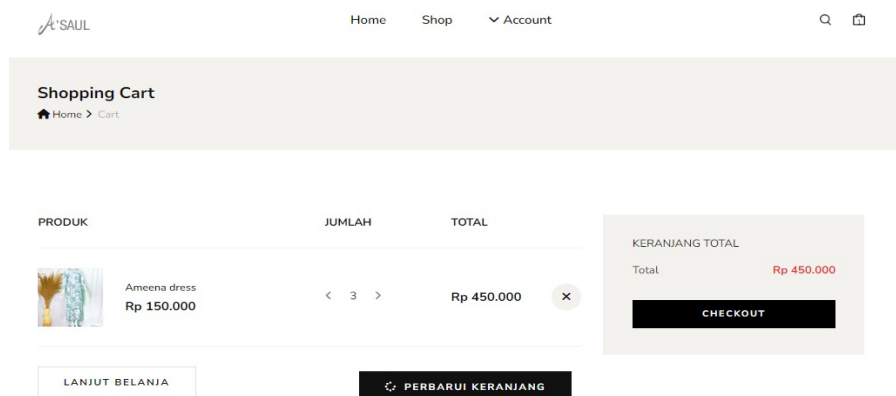 A'SAUL
Home Shop Account
1
Shopping Cart
Home Cart
PRODUK JUMLAH TOTAL
Ameena dress
Rp 150.000
3
Rp 450.000
KERANJANG TOTAL
Total Rp 450.000
CHECKOUT
LANJUT BELANJA
PERBARUI KERANJANG